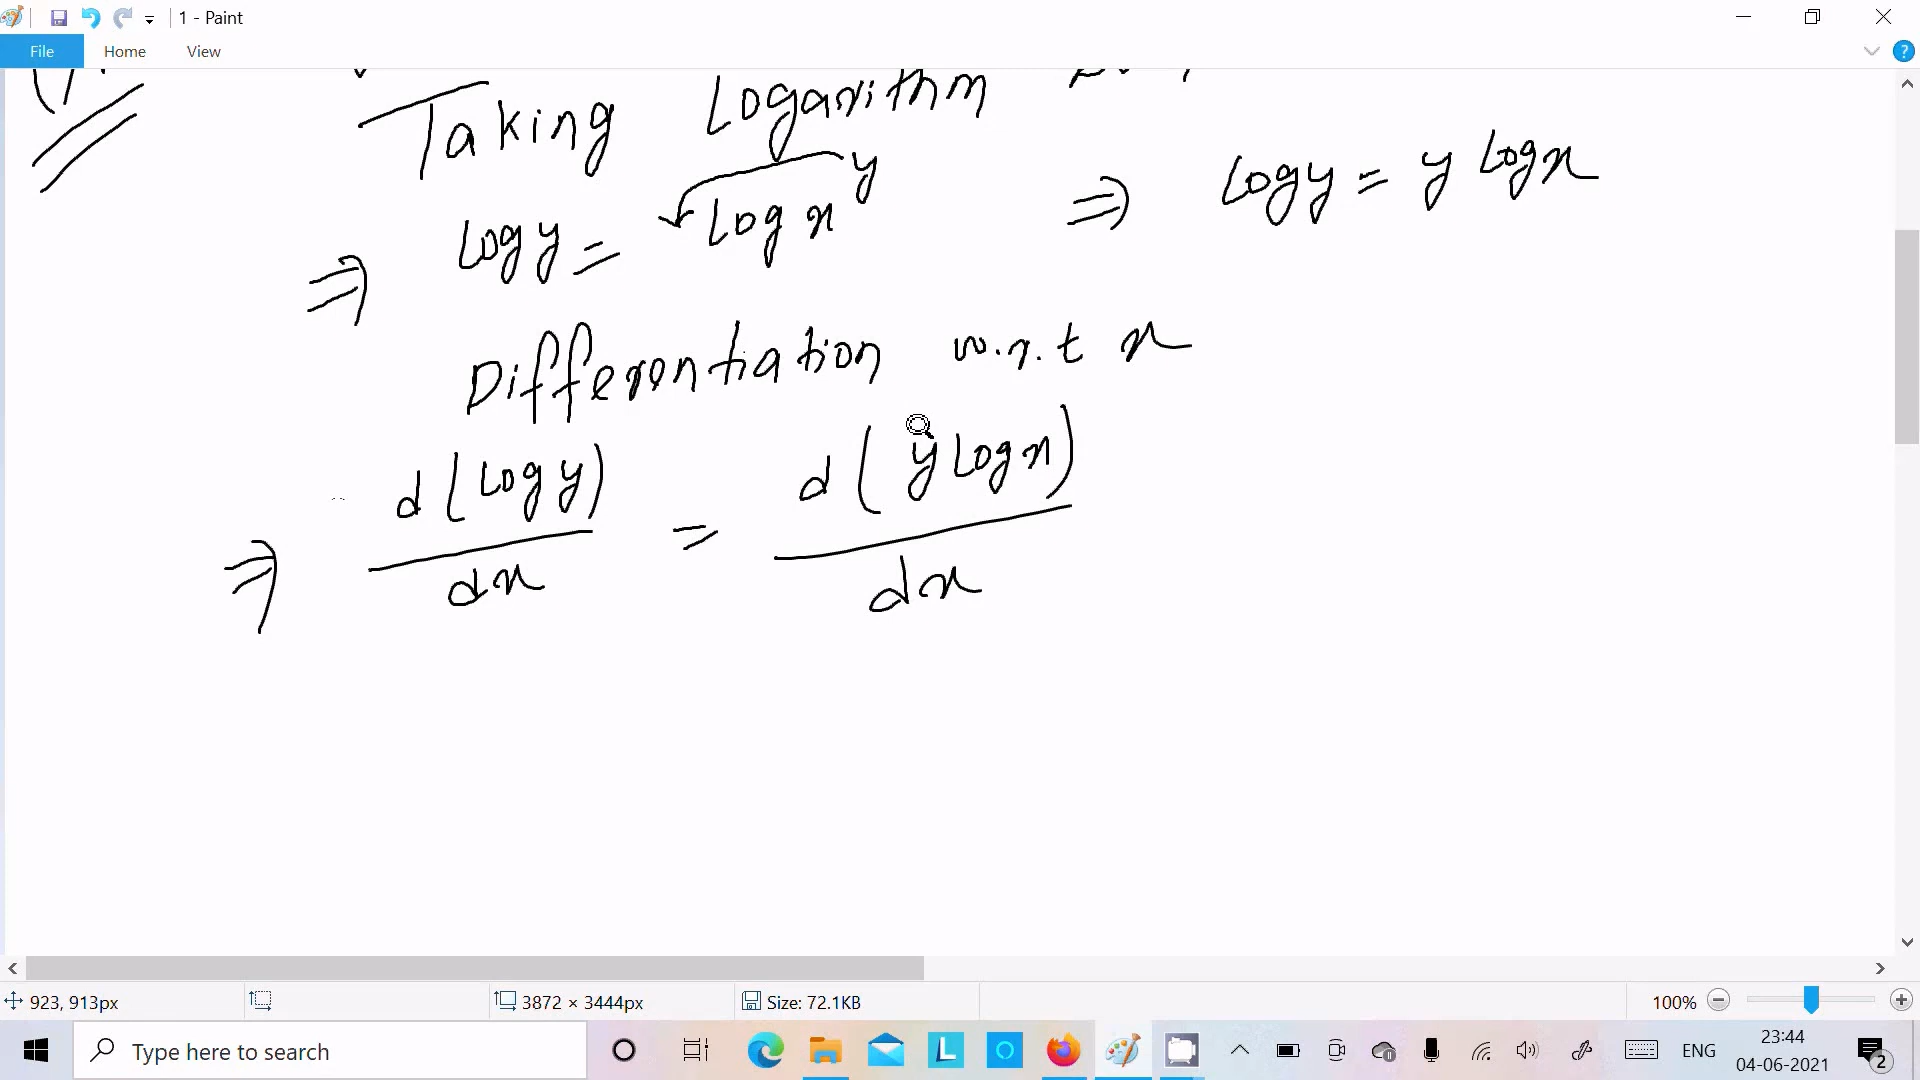 1 - Paint
File Home View
Taking Logarithm
⇒ log y = log x^y ⇒ log y = y log x
Differentiation w.r.t x
⇒ d(log y)/dx = d(y log x)/dx
923, 913px 3872 × 3444px Size: 72.1KB 100%
Type here to search ENG 23:44
04-06-2021 2